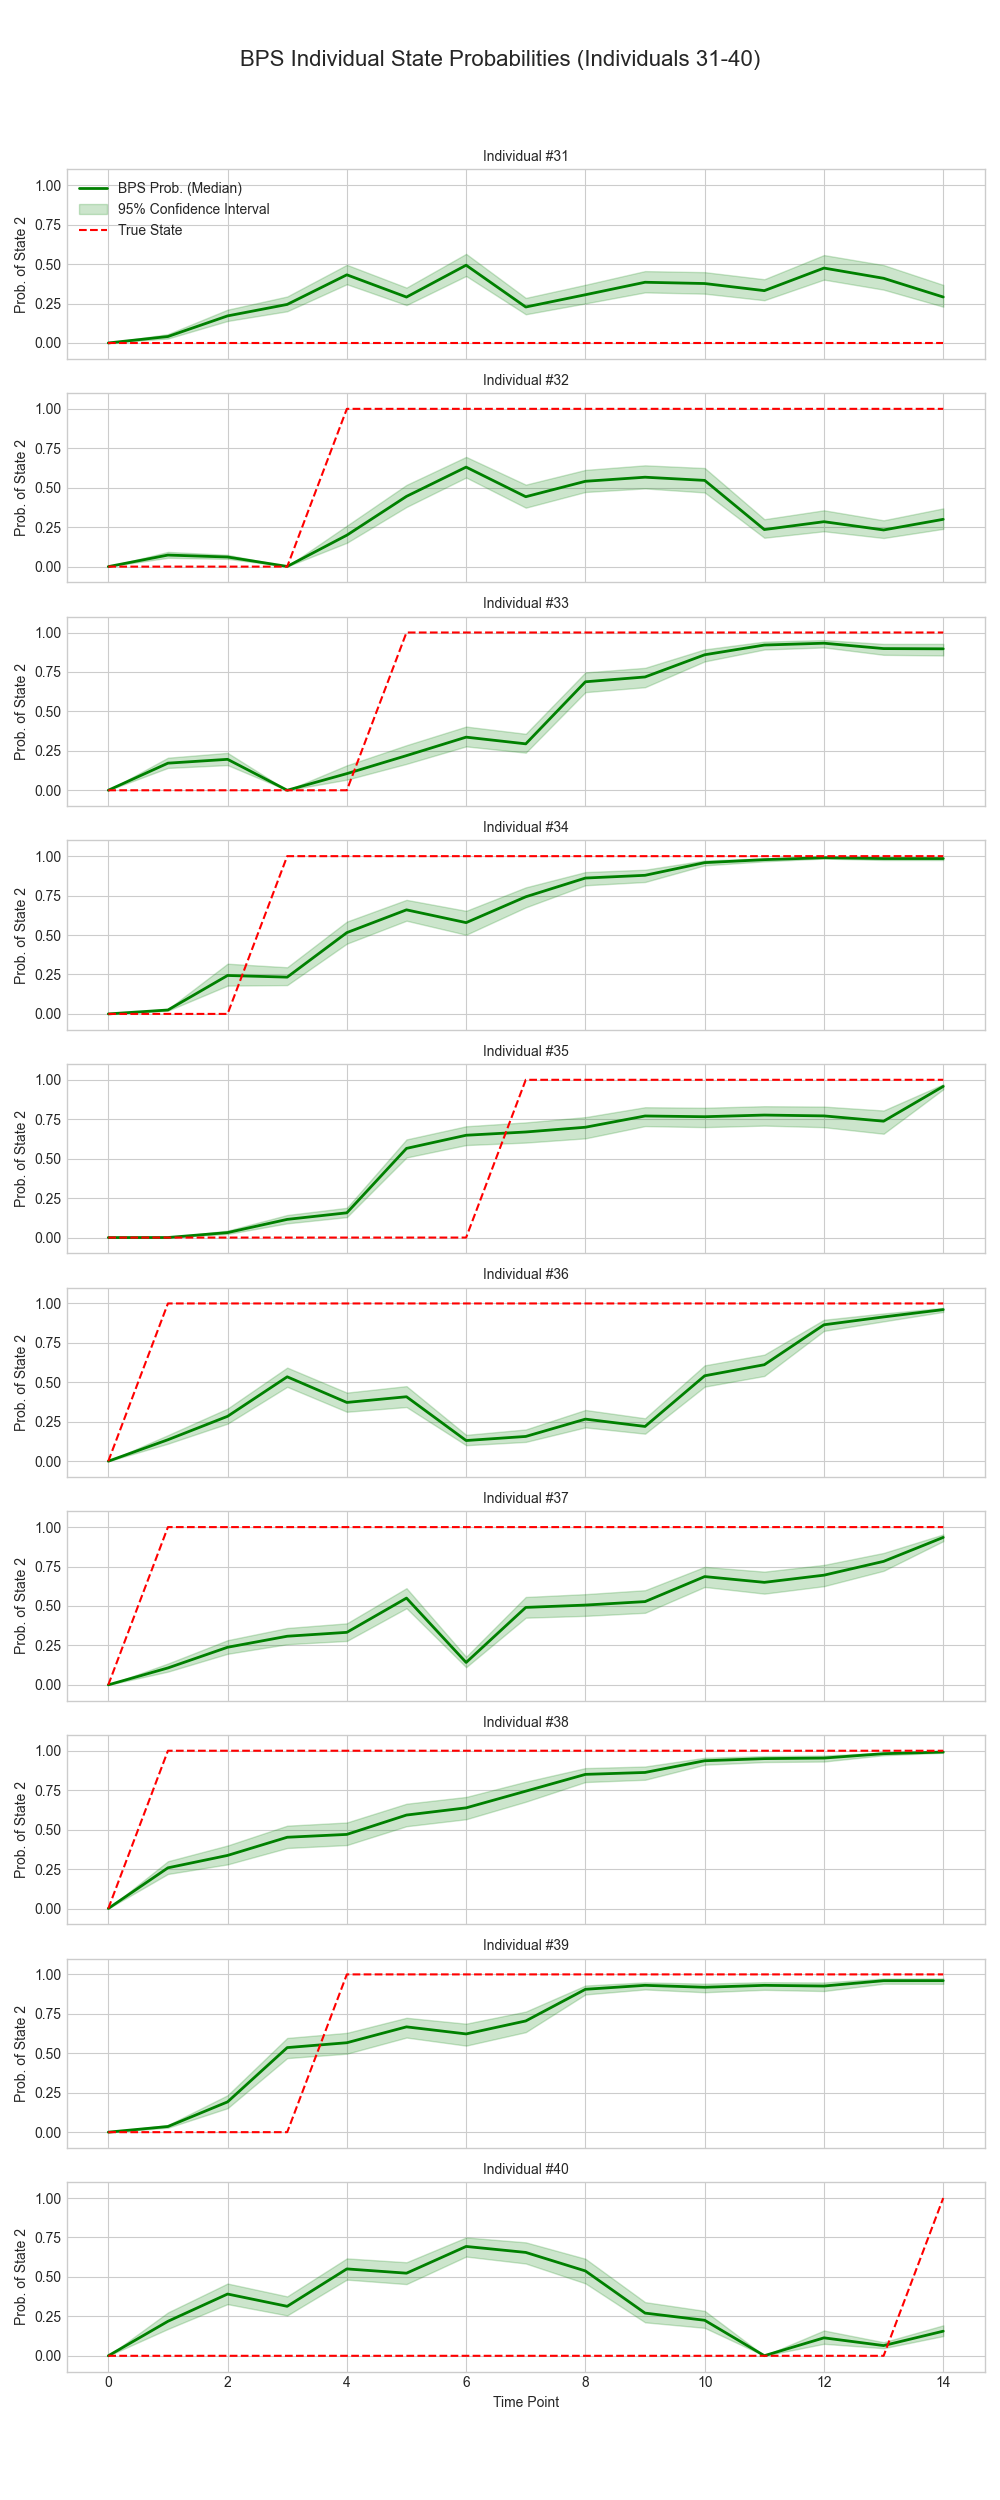 BPS Individual State Probabilities (Individuals 31-40)
Individual #31
1.00
0.75
0.50
0.25
0.00
Prob. of State 2
BPS Prob. (Median)
95% Confidence Interval
True State
Individual #32
1.00
0.75
0.50
0.25
0.00
Prob. of State 2
Individual #33
1.00
0.75
0.50
0.25
0.00
Prob. of State 2
Individual #34
1.00
0.75
0.50
0.25
0.00
Prob. of State 2
Individual #35
1.00
0.75
0.50
0.25
0.00
Prob. of State 2
Individual #36
1.00
0.75
0.50
0.25
0.00
Prob. of State 2
Individual #37
1.00
0.75
0.50
0.25
0.00
Prob. of State 2
Individual #38
1.00
0.75
0.50
0.25
0.00
Prob. of State 2
Individual #39
1.00
0.75
0.50
0.25
0.00
Prob. of State 2
Individual #40
1.00
0.75
0.50
0.25
0.00
Prob. of State 2
0 2 4 6 8 10 12 14
Time Point